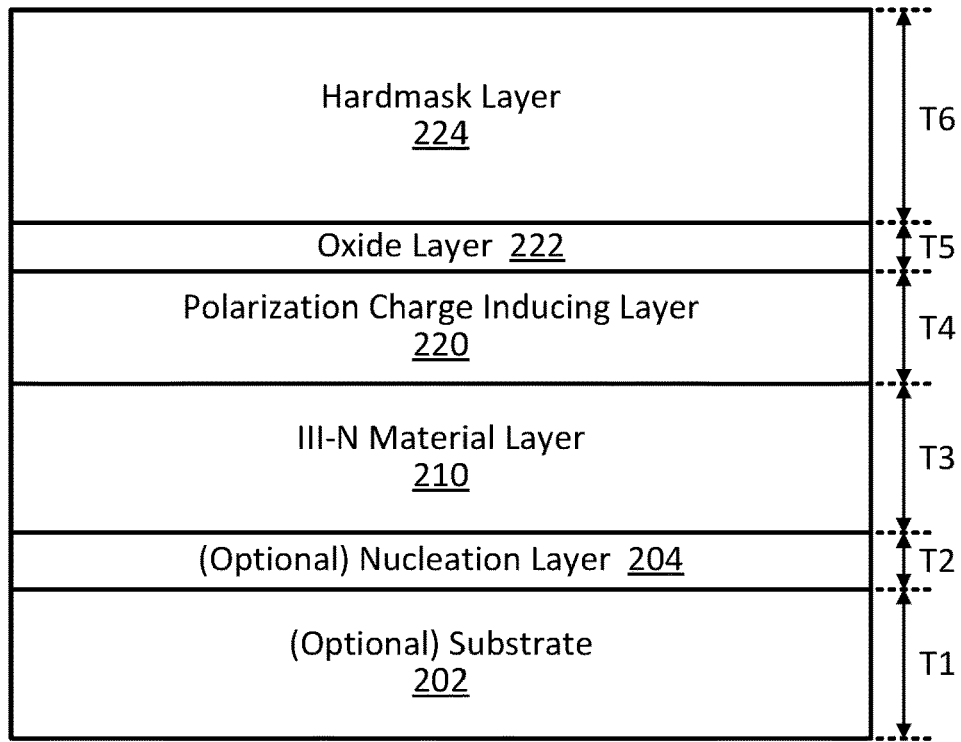 Hardmask Layer
224
T6
Oxide Layer 222
T5
Polarization Charge Inducing Layer
220
T4
III-N Material Layer
210
T3
(Optional) Nucleation Layer 204
T2
(Optional) Substrate
202
T1